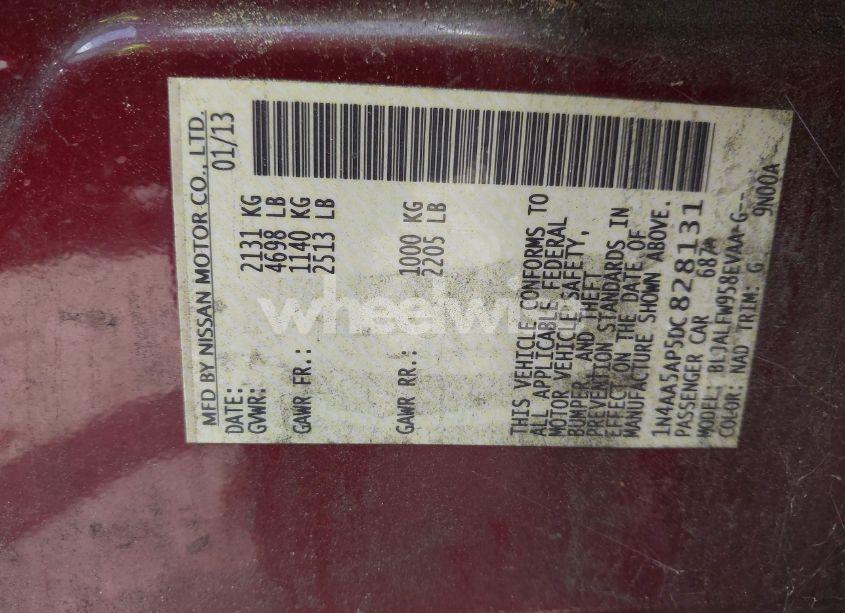 MFD BY NISSAN MOTOR CO., LTD.
DATE: 01/13
GVWR: 2131 KG
4698 LB
GAWR FR.: 1140 KG
2513 LB
GAWR RR.: 1000 KG
2205 LB
THIS VEHICLE CONFORMS TO
ALL APPLICABLE FEDERAL
MOTOR VEHICLE SAFETY,
BUMPER, AND THEFT
PREVENTION STANDARDS IN
EFFECT ON THE DATE OF
MANUFACTURE SHOWN ABOVE.
1N4AA5AP5DC828131
PASSENGER CAR 687
MODEL: BLJALFW958EVAA-G--
COLOR: NAD TRIM: G 9N00A
wheelwise